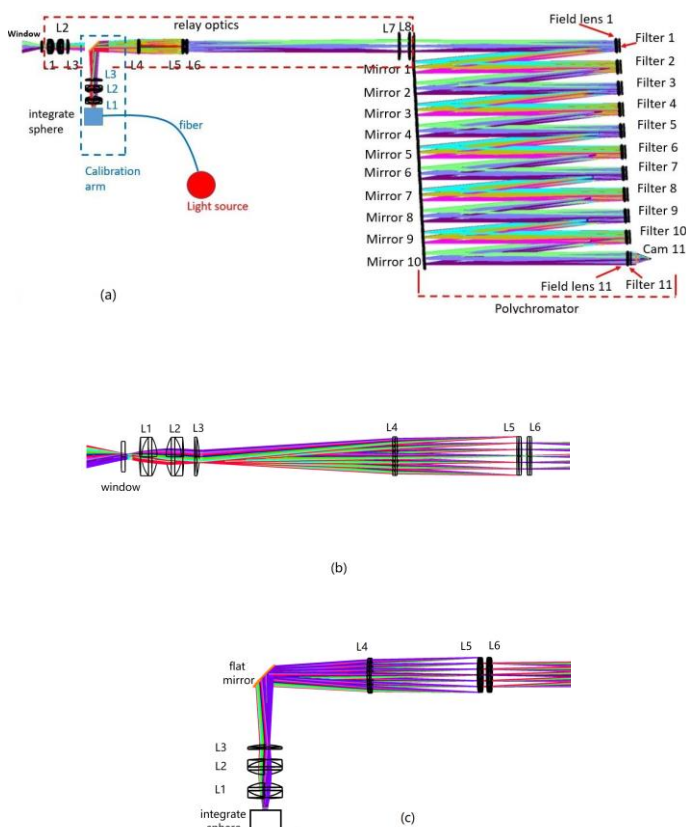 relay optics
Window
L2
L1 L3
L4
L5 L6
L7 L8
L3
L2
L1
integrate
sphere
fiber
Calibration
arm
Light source
Field lens 1
Filter 1
Mirror 1
Filter 2
Mirror 2
Filter 3
Mirror 3
Filter 4
Mirror 4
Filter 5
Mirror 5
Filter 6
Mirror 6
Filter 7
Mirror 7
Filter 8
Mirror 8
Filter 9
Mirror 9
Filter 10
Cam 11
Mirror 10
Field lens 11
Filter 11
Polychromator
(a)
L1 L2 L3 L4 L5 L6
window
(b)
L4 L5 L6
flat
mirror
L3
L2
L1
integrate
sphere
(c)